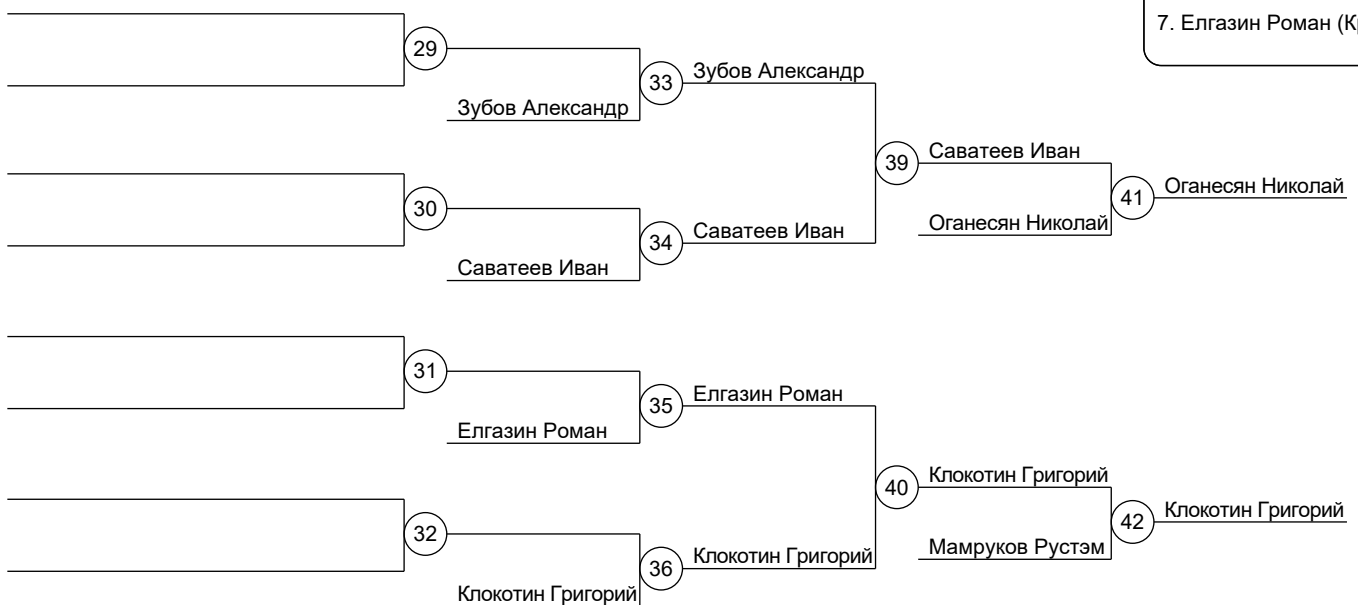 7. Елгазин Роман (К
29
33
Зубов Александр
Зубов Александр
39
Саватеев Иван
41
Оганесян Николай
30
34
Саватеев Иван
Оганесян Николай
Саватеев Иван
31
35
Елгазин Роман
Елгазин Роман
40
Клокотин Григорий
42
Клокотин Григорий
32
36
Клокотин Григорий
Мамруков Рустэм
Клокотин Григорий